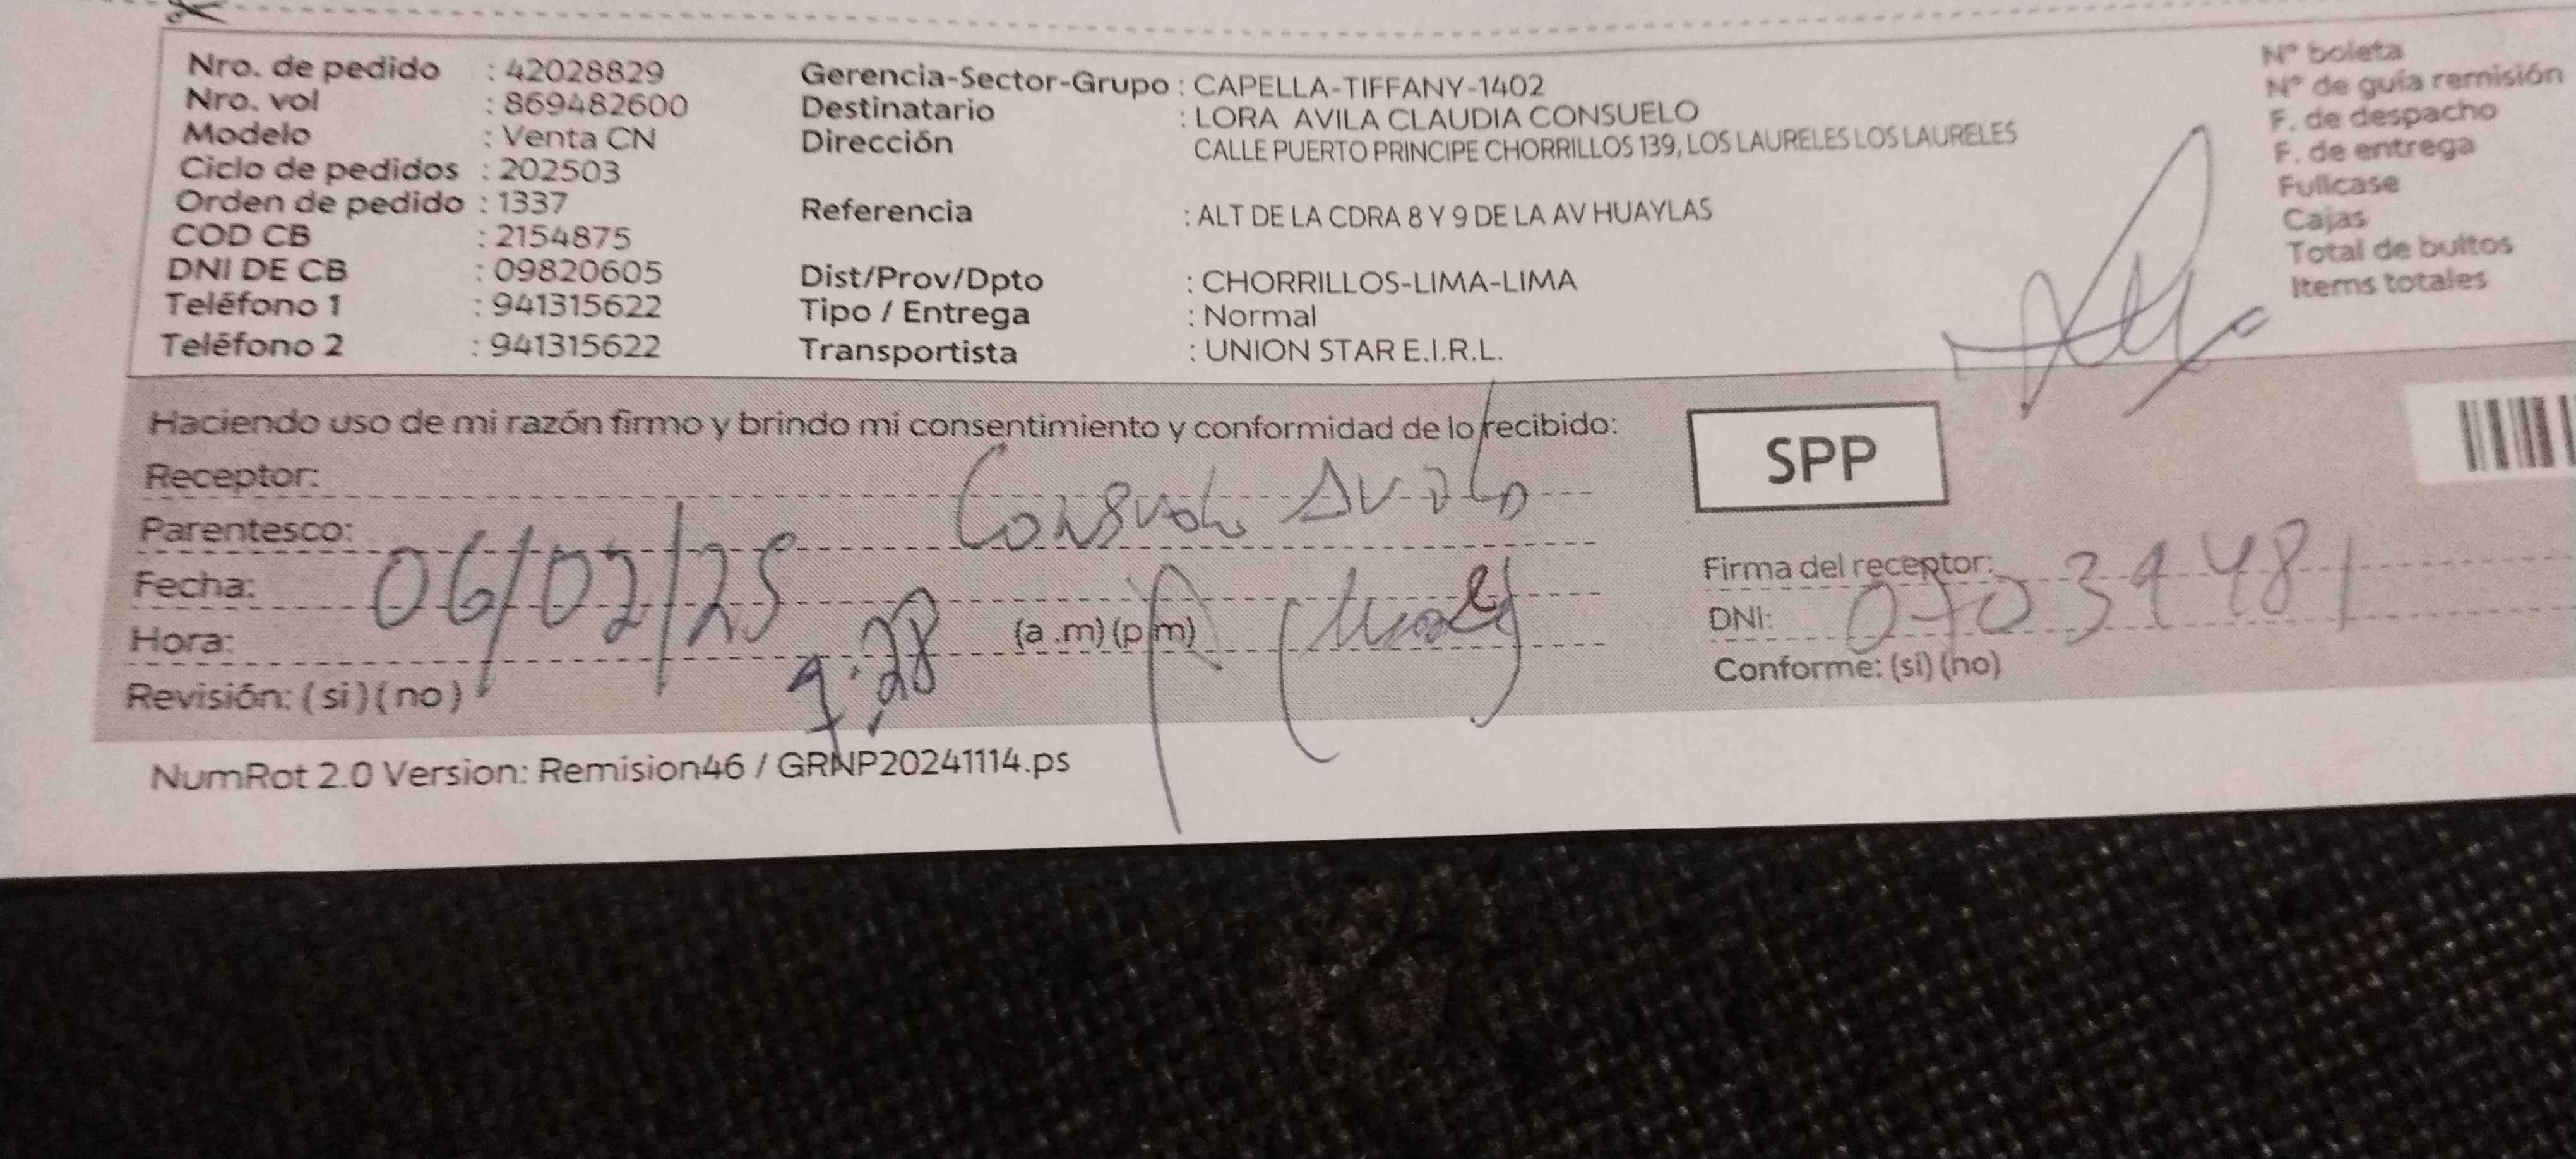 Nro. de pedido : 42028829
Nro. vol : 869482600
Modelo : Venta CN
Ciclo de pedidos : 202503
Orden de pedido : 1337
COD CB : 2154875
DNI DE CB : 09820605
Teléfono 1 : 941315622
Teléfono 2 : 941315622
Gerencia-Sector-Grupo : CAPELLA-TIFFANY-1402
Destinatario : LORA AVILA CLAUDIA CONSUELO
Dirección CALLE PUERTO PRINCIPE CHORRILLOS 139, LOS LAURELES LOS LAURELES
Referencia : ALT DE LA CDRA 8 Y 9 DE LA AV HUAYLAS
Dist/Prov/Dpto : CHORRILLOS-LIMA-LIMA
Tipo / Entrega : Normal
Transportista : UNION STAR E.I.R.L.
Nº boleta
Nº de guía remisión
F. de despacho
F. de entrega
Fullcase
Cajas
Total de bultos
Items totales
Haciendo uso de mi razón firmo y brindo mi consentimiento y conformidad de lo recibido:
Receptor: Consuelo Avila
Parentesco:
Fecha: 06/02/25
Hora: (a .m) (p.m)
Revisión: ( si ) ( no )
SPP
Firma del receptor:
DNI:
Conforme: (si) (no)
NumRot 2.0 Version: Remision46 / GRNP20241114.ps